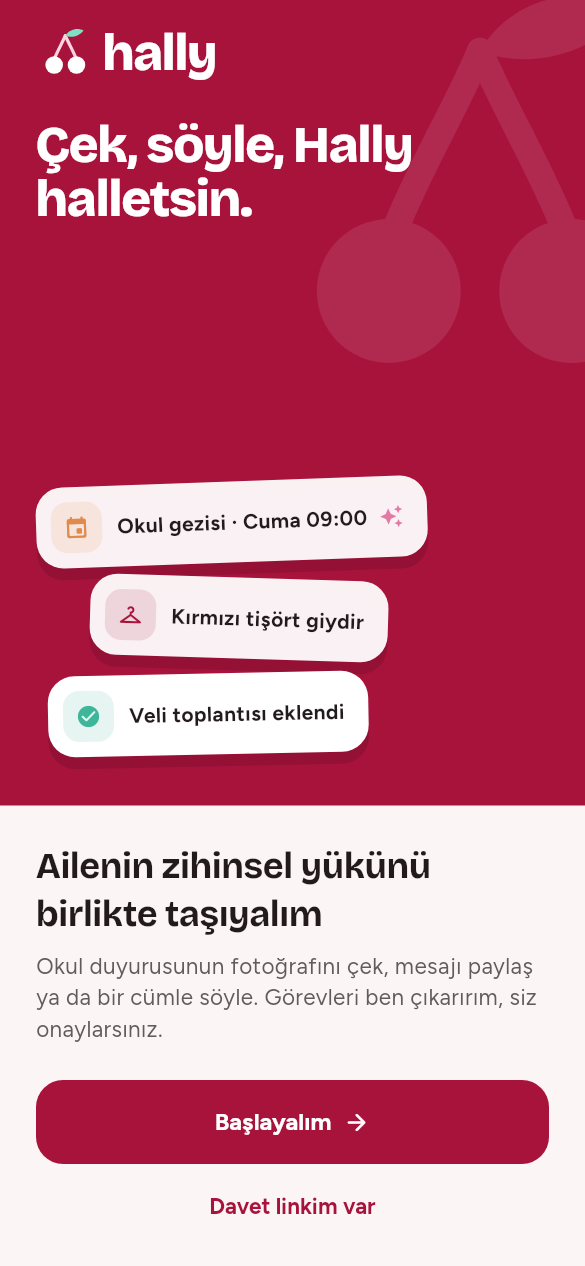 hally
Çek, söyle, Hally
halletsin.
Okul gezisi · Cuma 09:00
Kırmızı tişört giydir
Veli toplantısı eklendi
Ailenin zihinsel yükünü
birlikte taşıyalım
Okul duyurusunun fotoğrafını çek, mesajı paylaş
ya da bir cümle söyle. Görevleri ben çıkarırım, siz
onaylarsınız.
Başlayalım →
Davet linkim var